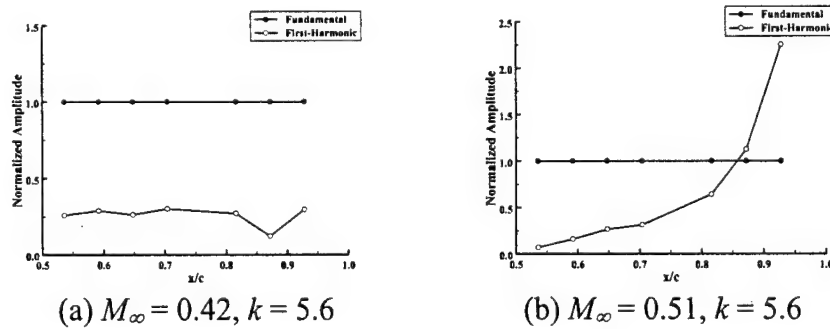 Fundamental
First-Harmonic
Normalized Amplitude
1.5
1.0
0.5
0.0
0.5
0.6
0.7
0.8
0.9
1.0
x/c
(a) M∞ = 0.42, k = 5.6
Fundamental
First-Harmonic
Normalized Amplitude
2.5
2.0
1.5
1.0
0.5
0.0
0.5
0.6
0.7
0.8
0.9
1.0
x/c
(b) M∞ = 0.51, k = 5.6